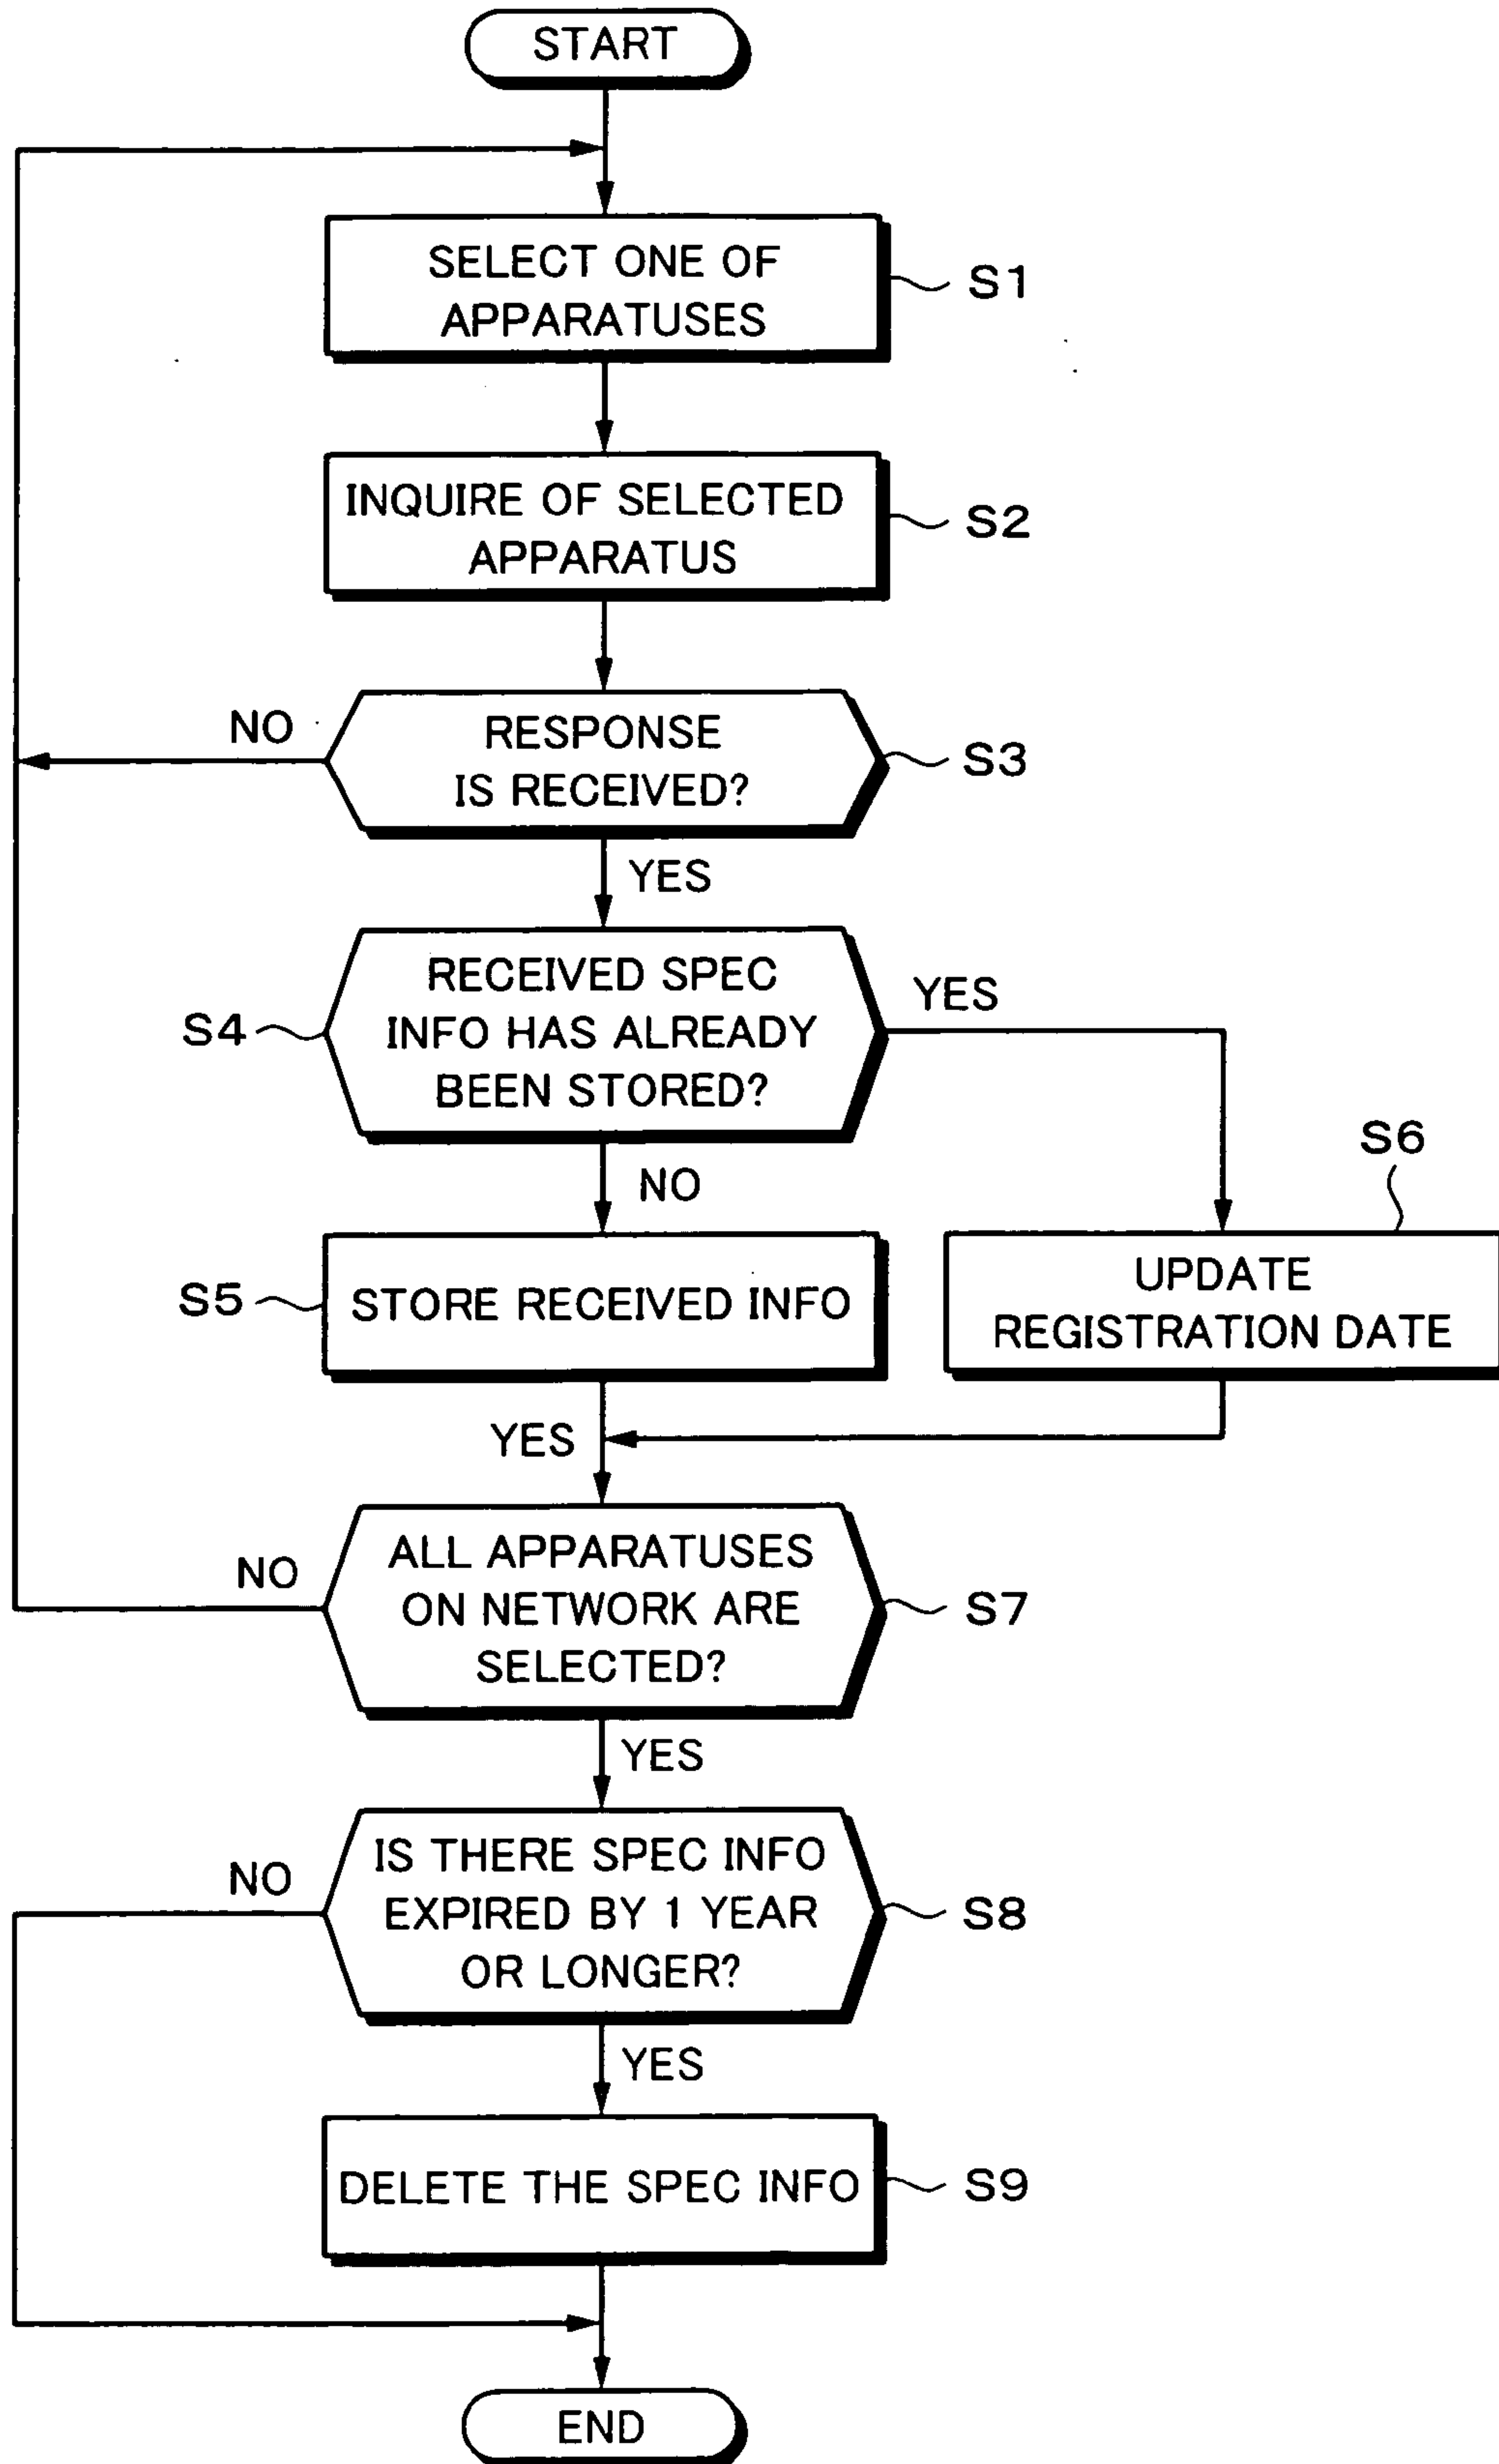 START
SELECT ONE OF
APPARATUSES
S1
INQUIRE OF SELECTED
APPARATUS
S2
RESPONSE
IS RECEIVED?
S3
NO
YES
RECEIVED SPEC
INFO HAS ALREADY
BEEN STORED?
S4
YES
NO
S6
UPDATE
REGISTRATION DATE
S5
STORE RECEIVED INFO
YES
ALL APPARATUSES
ON NETWORK ARE
SELECTED?
S7
NO
YES
IS THERE SPEC INFO
EXPIRED BY 1 YEAR
OR LONGER?
S8
NO
YES
DELETE THE SPEC INFO
S9
END